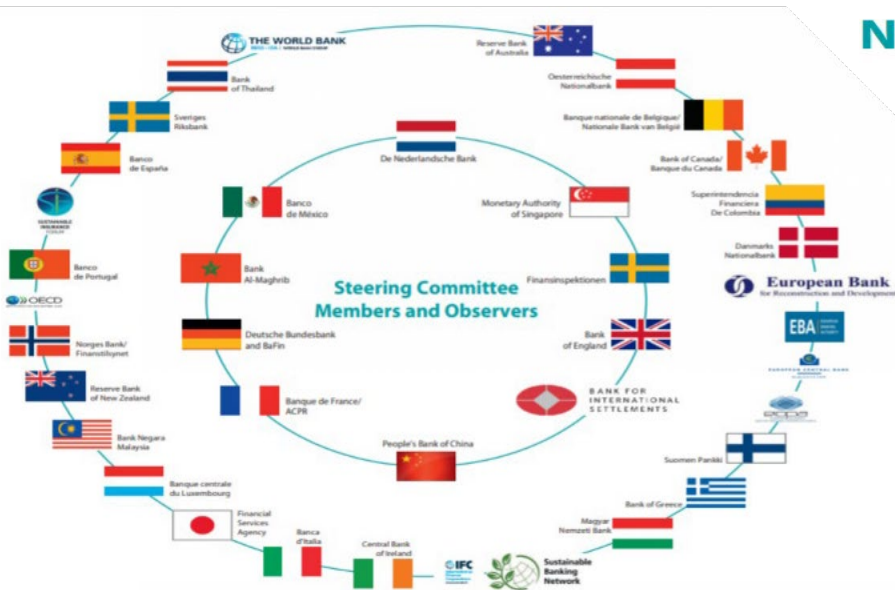 N
THE WORLD BANK
Reserve Bank
of Australia
Oesterreichische
Nationalbank
Banque nationale de Belgique/
Nationale Bank van België
Bank of Canada/
Banque du Canada
Superintendencia
Financiera
De Colombia
Danmarks
Nationalbank
European Bank
for Reconstruction and Development
EBA
EUROPEAN CENTRAL BANK
Suomen Pankki
Bank of Greece
Magyar
Nemzeti Bank
Sustainable
Banking
Network
IFC
Central Bank
of Ireland
Banca
d'Italia
Financial
Services
Agency
Banque centrale
du Luxembourg
Bank Negara
Malaysia
Reserve Bank
of New Zealand
Norges Bank/
Finanstilsynet
OECD
Banco
de Portugal
SUSTAINABLE
INSURANCE
FORUM
Banco
de España
Sveriges
Riksbank
Bank
of Thailand
De Nederlandsche Bank
Monetary Authority
of Singapore
Finansinspektionen
Bank
of England
BANK FOR
INTERNATIONAL
SETTLEMENTS
People's Bank of China
Banque de France/
ACPR
Deutsche Bundesbank
and BaFin
Bank
Al-Maghrib
Banco
de México
Steering Committee
Members and Observers